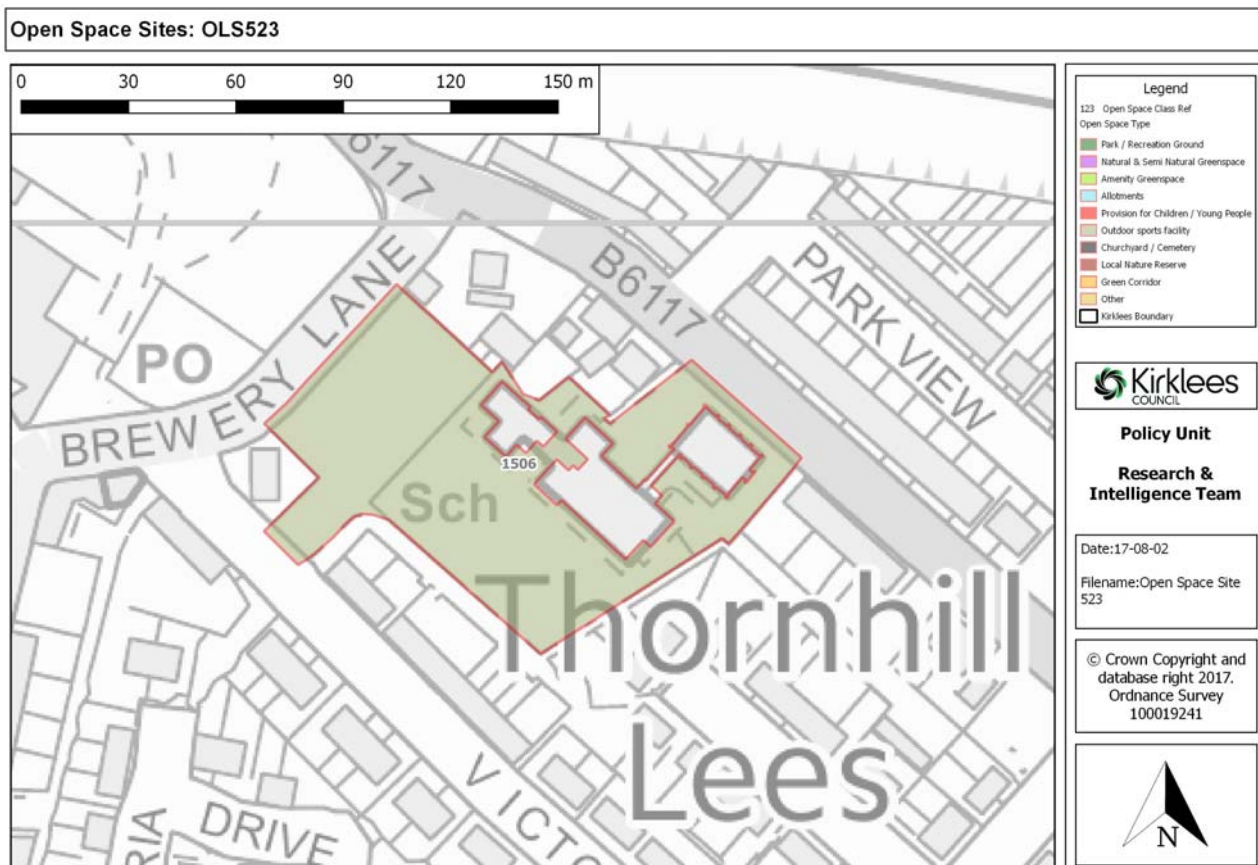 Open Space Sites: OLS523
0 30 60 90 120 150 m
B6117
BREWERY LANE
PO
B6117
PARK VIEW
1506
Sch
Thornhill
Lees
DRIVE
Legend
123 Open Space Class Ref
Open Space Type
Park / Recreation Ground
Natural & Semi Natural Greenspace
Amenity Greenspace
Allotments
Provision for Children / Young People
Outdoor sports facility
Churchyard / Cemetery
Local Nature Reserve
Green Corridor
Other
Kirklees Boundary
Kirklees
COUNCIL
Policy Unit
Research &
Intelligence Team
Date:17-08-02
Filename:Open Space Site
523
© Crown Copyright and
database right 2017.
Ordnance Survey
100019241
N